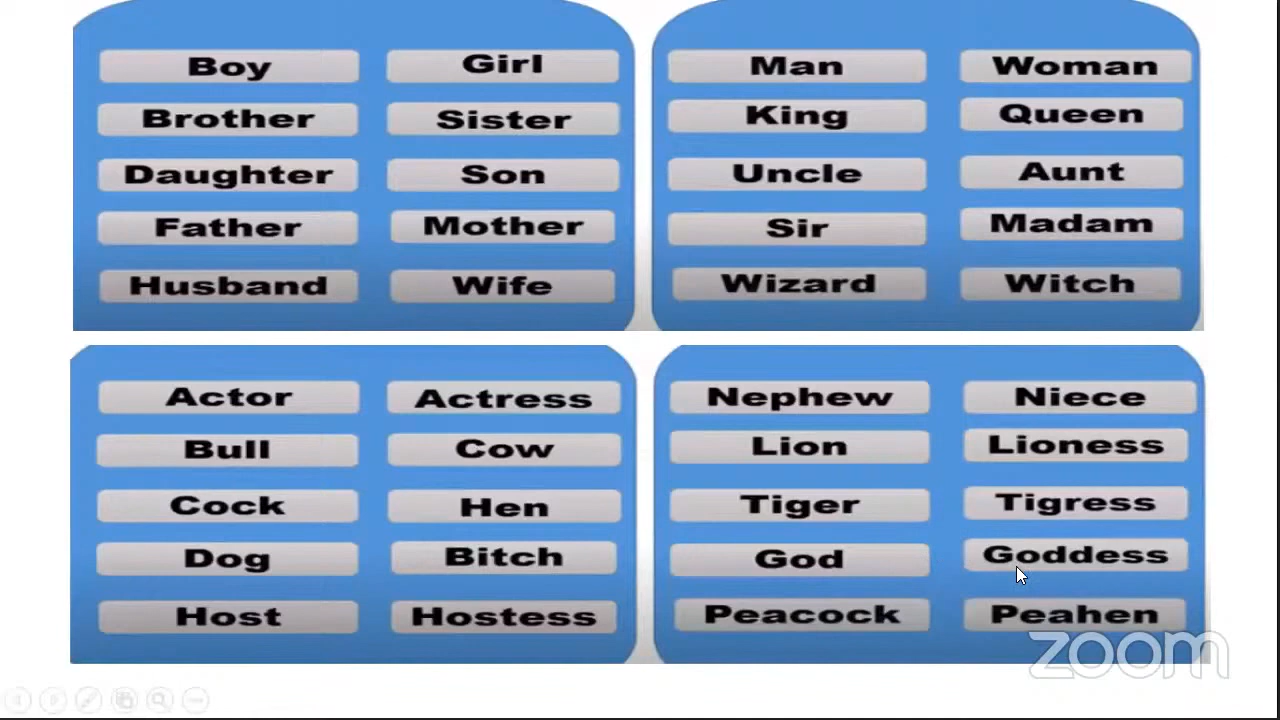 Boy Girl
Brother Sister
Daughter Son
Father Mother
Husband Wife
Man Woman
King Queen
Uncle Aunt
Sir Madam
Wizard Witch
Actor Actress
Bull Cow
Cock Hen
Dog Bitch
Host Hostess
Nephew Niece
Lion Lioness
Tiger Tigress
God Goddess
Peacock Peahen
zoom